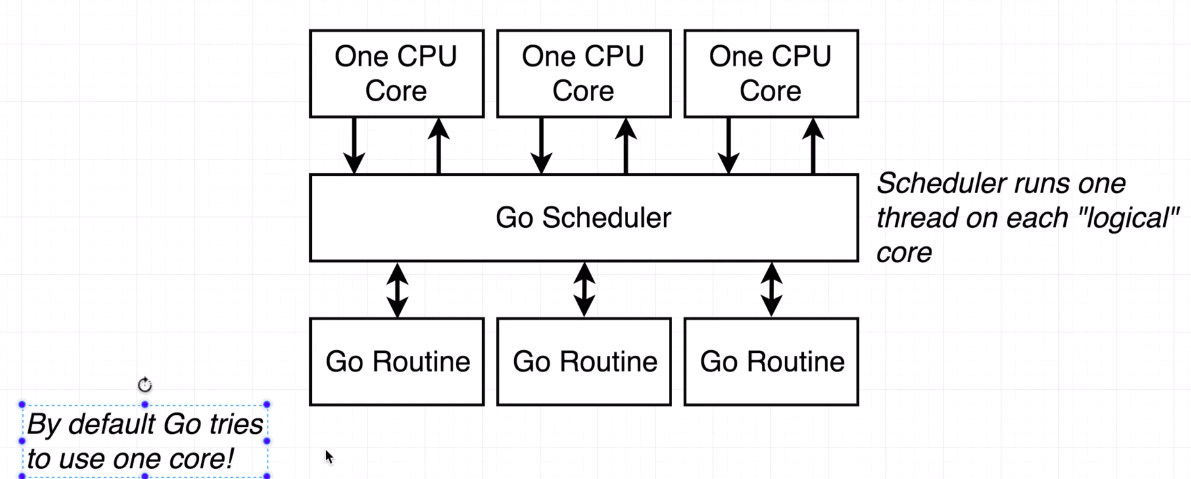 One CPU
Core
One CPU
Core
One CPU
Core
Go Scheduler
Scheduler runs one
thread on each "logical"
core
Go Routine
Go Routine
Go Routine
By default Go tries
to use one core!